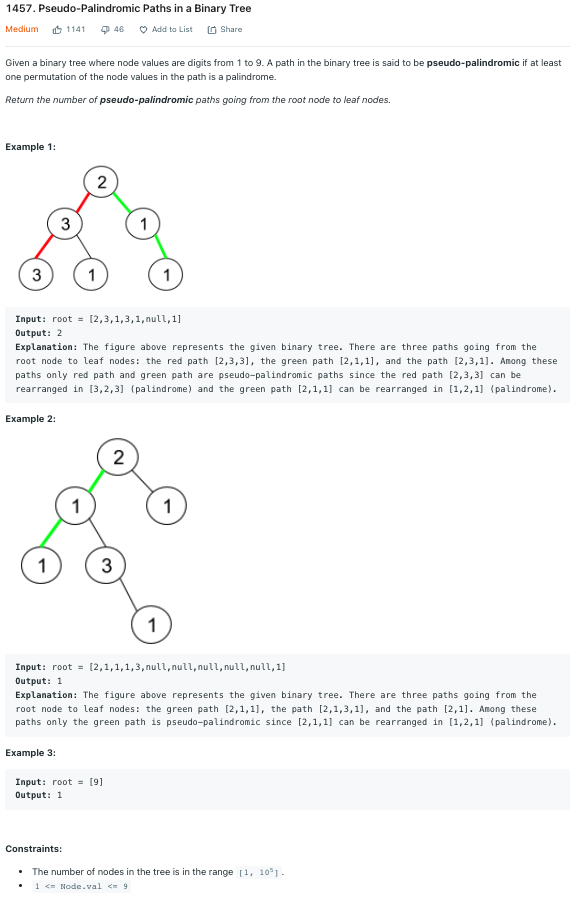 1457. Pseudo-Palindromic Paths in a Binary Tree
Medium 1141 46 Add to List Share
Given a binary tree where node values are digits from 1 to 9. A path in the binary tree is said to be pseudo-palindromic if at least
one permutation of the node values in the path is a palindrome.
Return the number of pseudo-palindromic paths going from the root node to leaf nodes.
Example 1:
2
3 1
3 1 1
Input: root = [2,3,1,3,1,null,1]
Output: 2
Explanation: The figure above represents the given binary tree. There are three paths going from the
root node to leaf nodes: the red path [2,3,3], the green path [2,1,1], and the path [2,3,1]. Among these
paths only red path and green path are pseudo-palindromic paths since the red path [2,3,3] can be
rearranged in [3,2,3] (palindrome) and the green path [2,1,1] can be rearranged in [1,2,1] (palindrome).
Example 2:
2
1 1
1 3
1
Input: root = [2,1,1,1,3,null,null,null,null,null,1]
Output: 1
Explanation: The figure above represents the given binary tree. There are three paths going from the
root node to leaf nodes: the green path [2,1,1], the path [2,1,3,1], and the path [2,1]. Among these
paths only the green path is pseudo-palindromic since [2,1,1] can be rearranged in [1,2,1] (palindrome).
Example 3:
Input: root = [9]
Output: 1
Constraints:
• The number of nodes in the tree is in the range [1, 10⁵].
• 1 <= Node.val <= 9